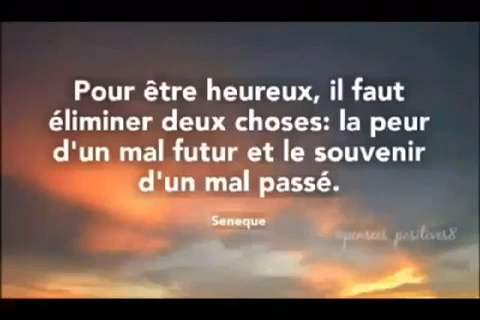 Pour être heureux, il faut
éliminer deux choses: la peur
d'un mal futur et le souvenir
d'un mal passé.
Seneque
@pensees_positives8